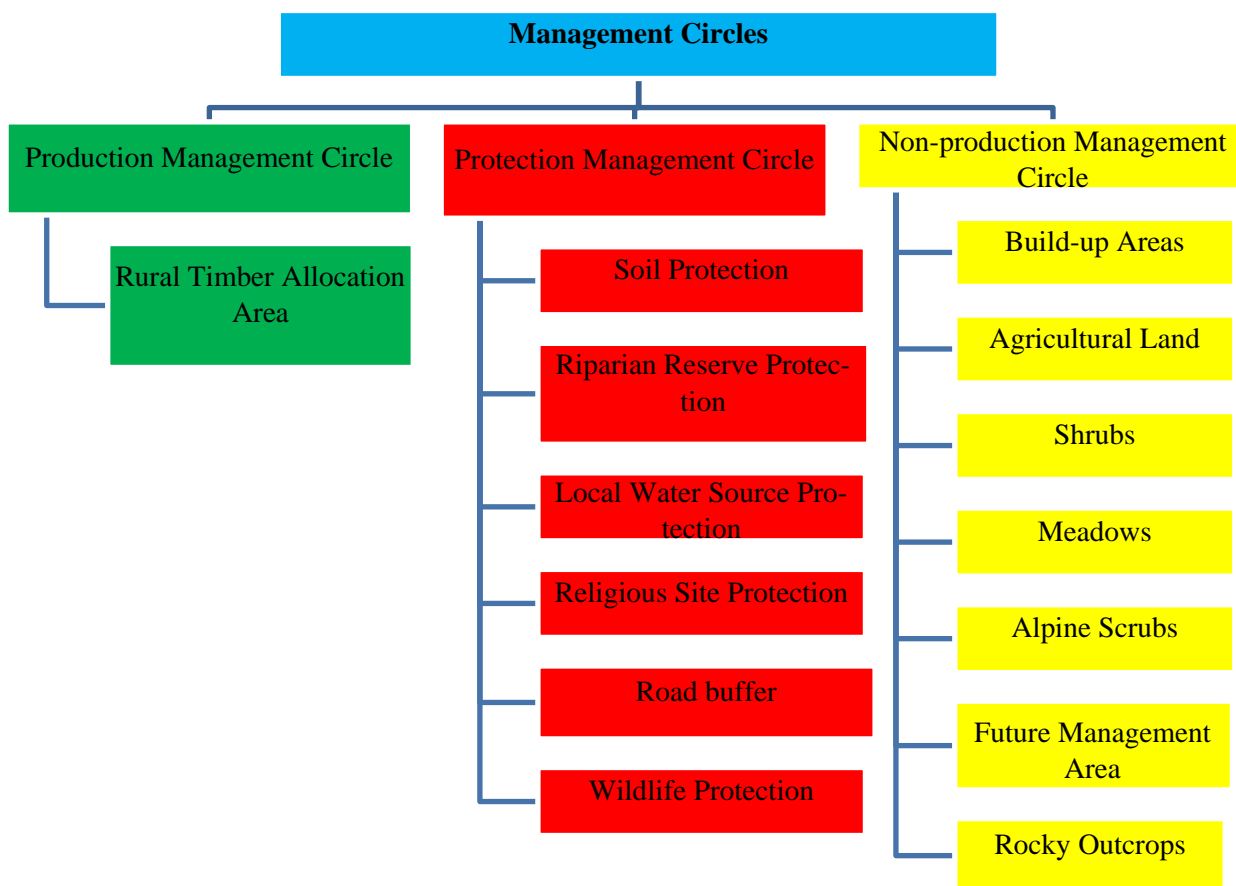 Management Circles
Production Management Circle
Rural Timber Allocation
Area
Protection Management Circle
Soil Protection
Riparian Reserve Protec-
tion
Local Water Source Pro-
tection
Religious Site Protection
Road buffer
Wildlife Protection
Non-production Management
Circle
Build-up Areas
Agricultural Land
Shrubs
Meadows
Alpine Scrubs
Future Management
Area
Rocky Outcrops